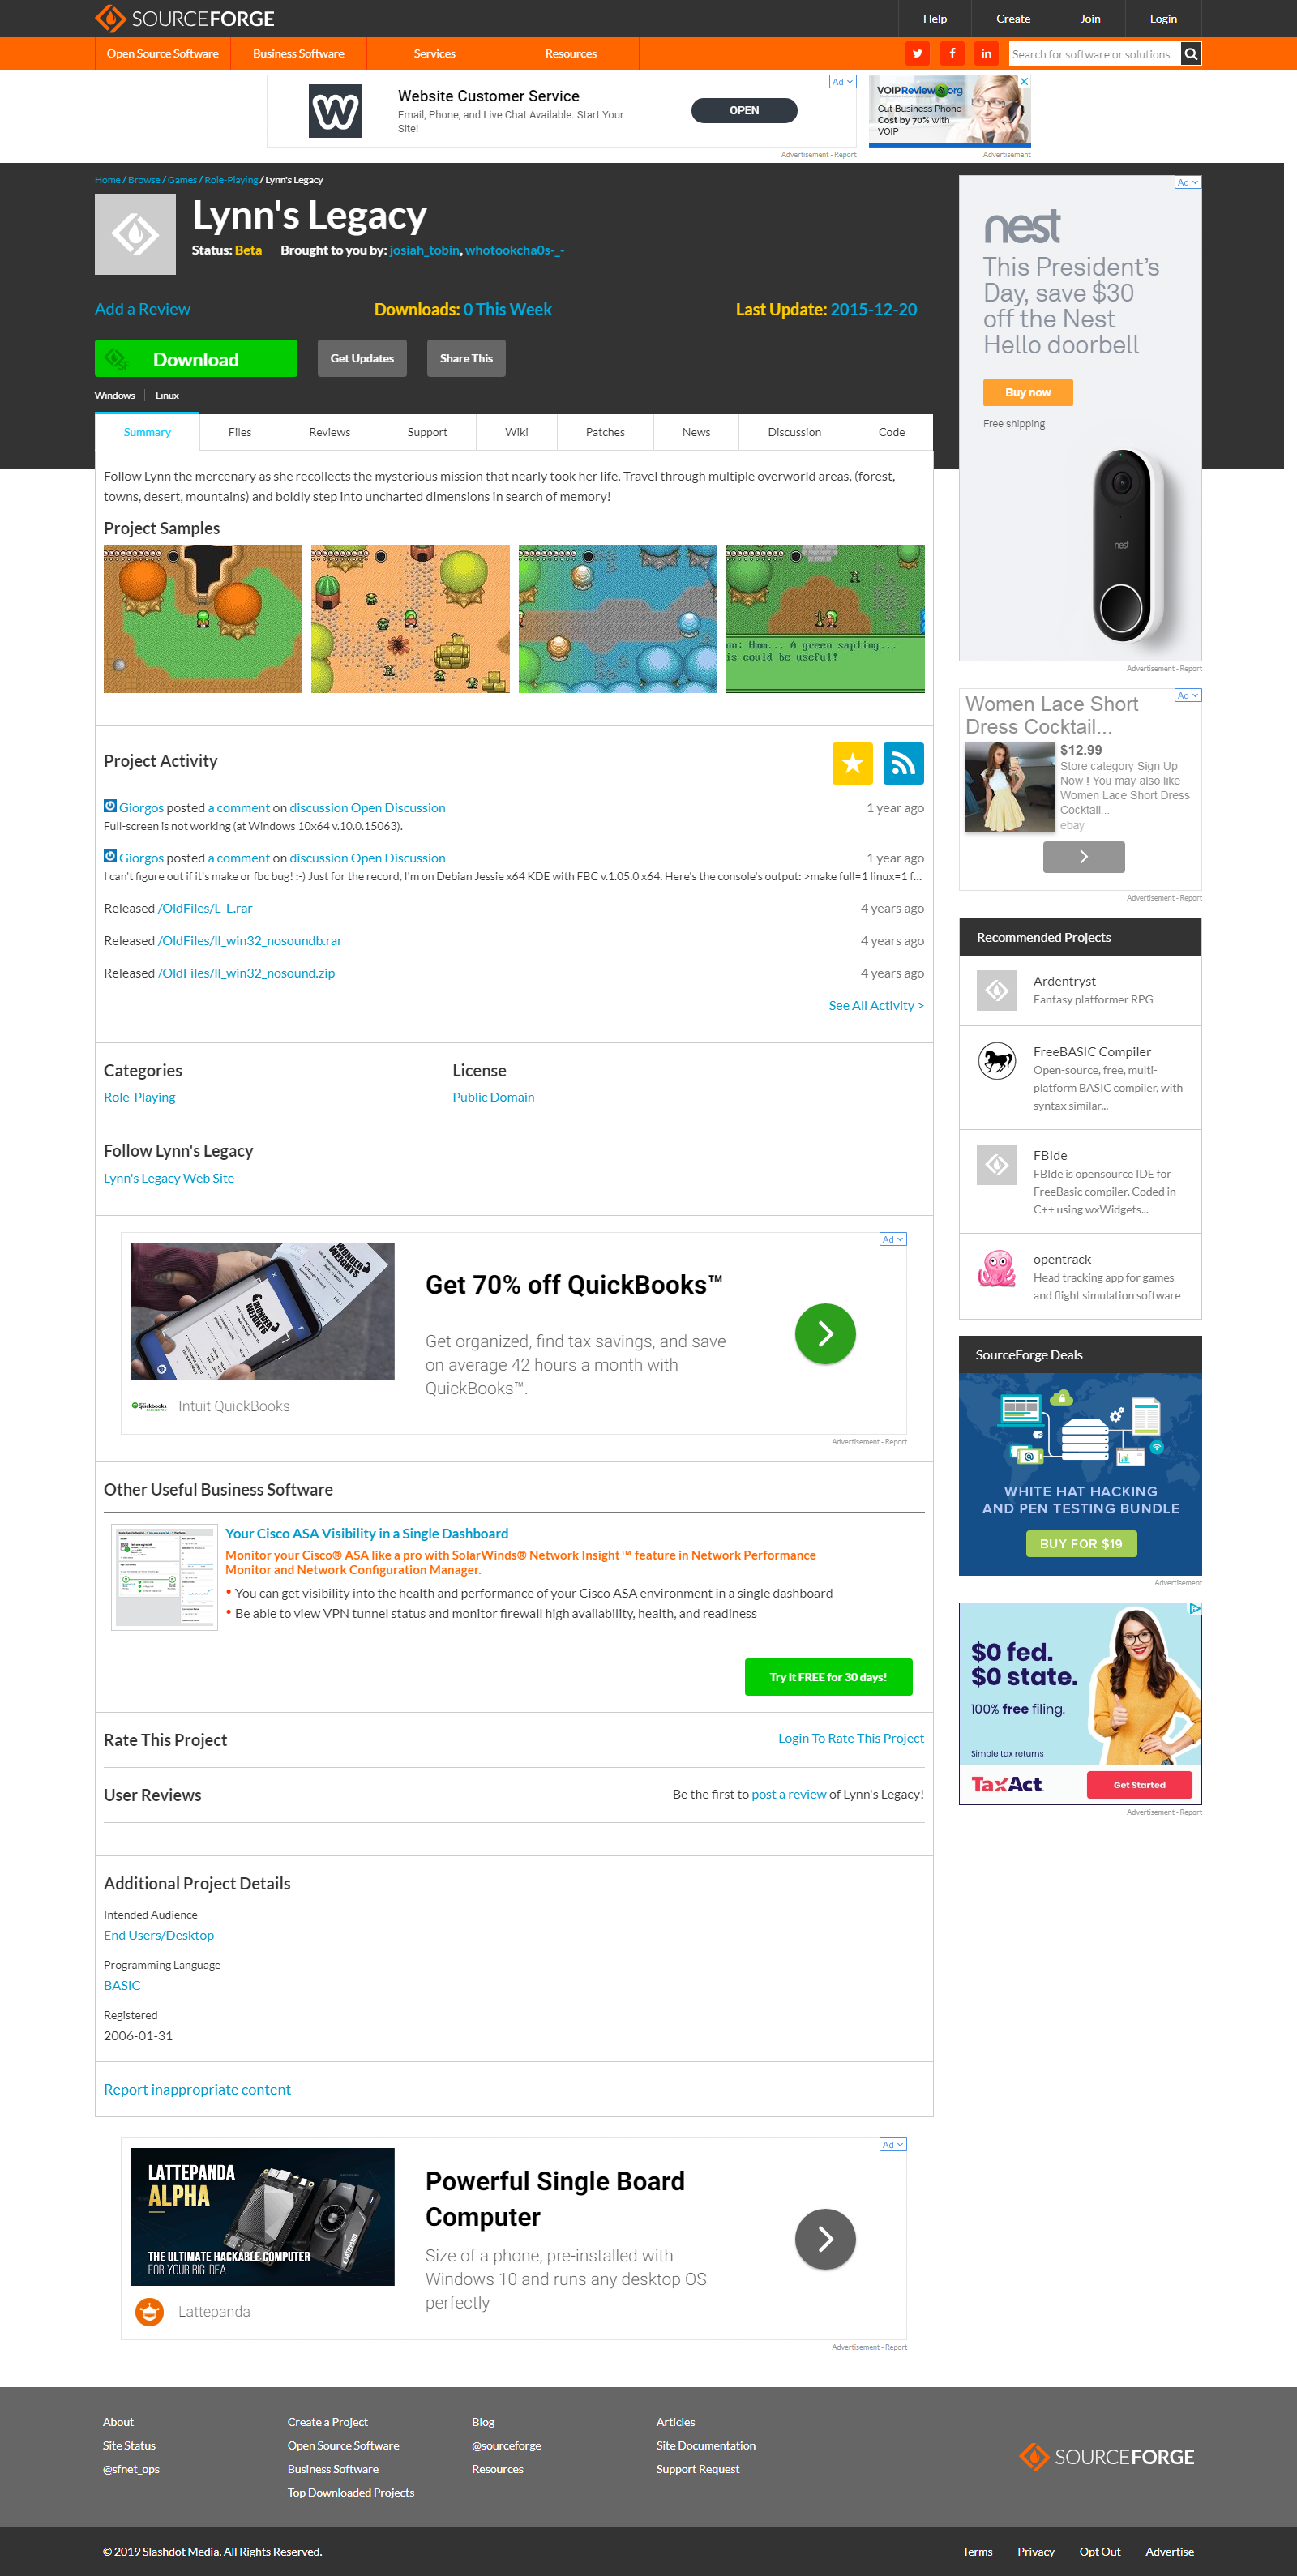 SOURCEFORGE
Help
Create
Join
Login
Open Source Software
Business Software
Services
Resources
Search for software or solutions
Website Customer Service
Email, Phone, and Live Chat Available. Start Your
Site!
OPEN
Ad
Advertisement - Report
VOIPReview.org
Cut Business Phone
Cost by 70% with
VOIP
Advertisement
Home / Browse / Games / Role-Playing / Lynn's Legacy
Lynn's Legacy
Status: Beta Brought to you by: josiah_tobin, whotookcha0s-_-
Add a Review
Downloads: 0 This Week
Last Update: 2015-12-20
Download
Get Updates
Share This
Windows
Linux
Summary
Files
Reviews
Support
Wiki
Patches
News
Discussion
Code
Follow Lynn the mercenary as she recollects the mysterious mission that nearly took her life. Travel through multiple overworld areas, (forest,
towns, desert, mountains) and boldly step into uncharted dimensions in search of memory!
Project Samples
nn: Hmm... A green sapling...
is could be useful!
Project Activity
Giorgos posted a comment on discussion Open Discussion
1 year ago
Full-screen is not working (at Windows 10x64 v.10.0.15063).
Giorgos posted a comment on discussion Open Discussion
1 year ago
I can't figure out if it's make or fbc bug! :-) Just for the record, I'm on Debian Jessie x64 KDE with FBC v.1.05.0 x64. Here's the console's output: >make full=1 linux=1 f...
Released /OldFiles/L_L.rar
4 years ago
Released /OldFiles/ll_win32_nosoundb.rar
4 years ago
Released /OldFiles/ll_win32_nosound.zip
4 years ago
See All Activity >
Categories
Role-Playing
License
Public Domain
Follow Lynn's Legacy
Lynn's Legacy Web Site
Ad
WONDER
WEIGHTS
WONDER
WEIGHTS
Get 70% off QuickBooks™
Get organized, find tax savings, and save
on average 42 hours a month with
QuickBooks™.
quickbooks
Intuit QuickBooks
Advertisement - Report
Other Useful Business Software
Your Cisco ASA Visibility in a Single Dashboard
Monitor your Cisco® ASA like a pro with SolarWinds® Network Insight™ feature in Network Performance
Monitor and Network Configuration Manager.
• You can get visibility into the health and performance of your Cisco ASA environment in a single dashboard
• Be able to view VPN tunnel status and monitor firewall high availability, health, and readiness
Try it FREE for 30 days!
Rate This Project
Login To Rate This Project
User Reviews
Be the first to post a review of Lynn's Legacy!
Additional Project Details
Intended Audience
End Users/Desktop
Programming Language
BASIC
Registered
2006-01-31
Report inappropriate content
Ad
LATTEPANDA
ALPHA
THE ULTIMATE HACKABLE COMPUTER
FOR YOUR BIG IDEA
Lattepanda
Powerful Single Board
Computer
Size of a phone, pre-installed with
Windows 10 and runs any desktop OS
perfectly
Advertisement - Report
Ad
nest
This President's
Day, save $30
off the Nest
Hello doorbell
Buy now
Free shipping
nest
Advertisement - Report
Ad
Women Lace Short
Dress Cocktail...
$12.99
Store category Sign Up
Now ! You may also like
Women Lace Short Dress
Cocktail...
ebay
Advertisement - Report
Recommended Projects
Ardentryst
Fantasy platformer RPG
FreeBASIC Compiler
Open-source, free, multi-
platform BASIC compiler, with
syntax similar...
FBIde
FBIde is opensource IDE for
FreeBasic compiler. Coded in
C++ using wxWidgets...
opentrack
Head tracking app for games
and flight simulation software
SourceForge Deals
WHITE HAT HACKING
AND PEN TESTING BUNDLE
BUY FOR $19
Advertisement
$0 fed.
$0 state.
100% free filing.
Simple tax returns
TaxAct
Get Started
Advertisement - Report
About
Site Status
@sfnet_ops
Create a Project
Open Source Software
Business Software
Top Downloaded Projects
Blog
@sourceforge
Resources
Articles
Site Documentation
Support Request
SOURCEFORGE
© 2019 Slashdot Media. All Rights Reserved.
Terms
Privacy
Opt Out
Advertise